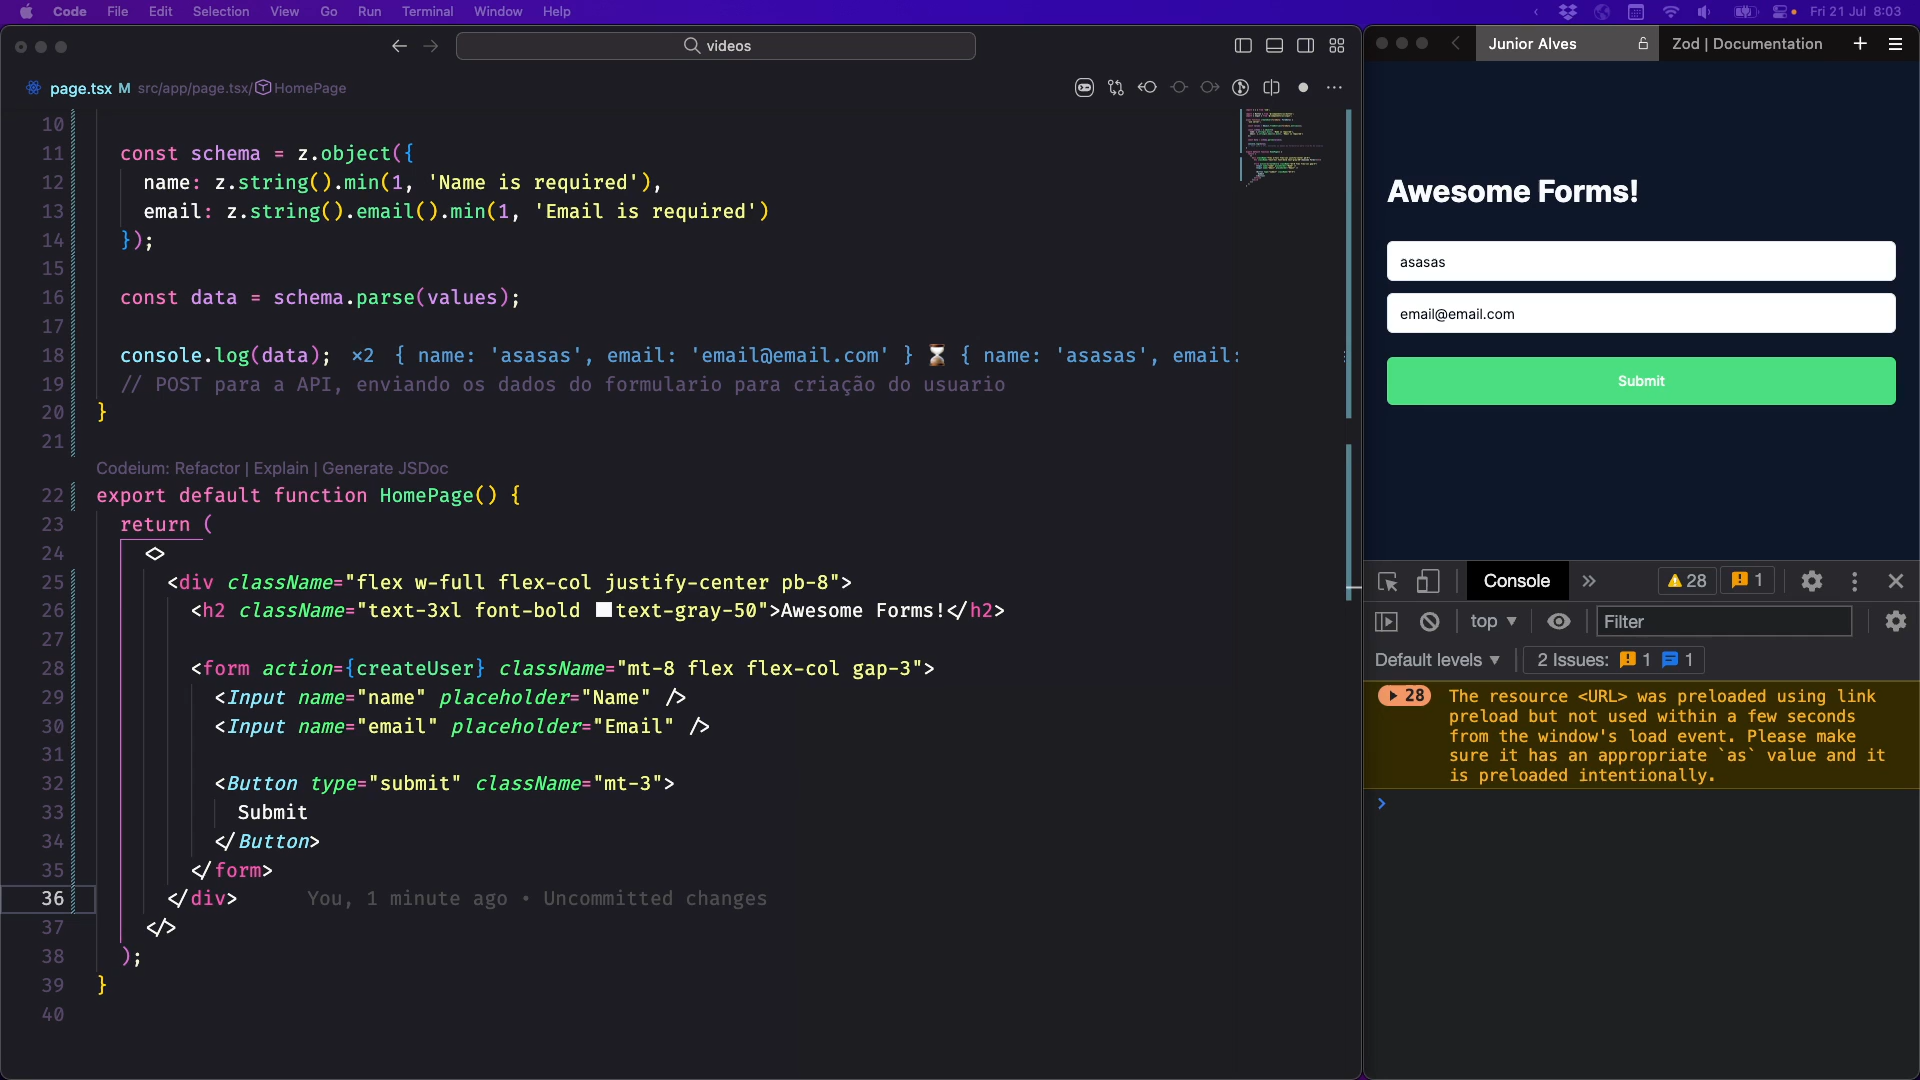 Code File Edit Selection View Go Run Terminal Window Help
Fri 21 Jul 8:03
videos
page.tsx M src/app/page.tsx/ HomePage
10
11 const schema = z.object({
12 name: z.string().min(1, 'Name is required'),
13 email: z.string().email().min(1, 'Email is required')
14 });
15
16 const data = schema.parse(values);
17
18 console.log(data); ×2 { name: 'asasas', email: 'email@email.com' } ⌛ { name: 'asasas', email:
19 // POST para a API, enviando os dados do formulario para criação do usuario
20 }
21
Codeium: Refactor | Explain | Generate JSDoc
22 export default function HomePage() {
23 return (
24 <>
25 <div className="flex w-full flex-col justify-center pb-8">
26 <h2 className="text-3xl font-bold text-gray-50">Awesome Forms!</h2>
27
28 <form action={createUser} className="mt-8 flex flex-col gap-3">
29 <Input name="name" placeholder="Name" />
30 <Input name="email" placeholder="Email" />
31
32 <Button type="submit" className="mt-3">
33 Submit
34 </Button>
35 </form>
36 </div> You, 1 minute ago • Uncommitted changes
37 </>
38 );
39 }
40
Junior Alves
Zod | Documentation
Awesome Forms!
asasas
email@email.com
Submit
Console » 28 1
top Filter
Default levels 2 Issues: 1 1
28 The resource <URL> was preloaded using link
preload but not used within a few seconds
from the window's load event. Please make
sure it has an appropriate `as` value and it
is preloaded intentionally.